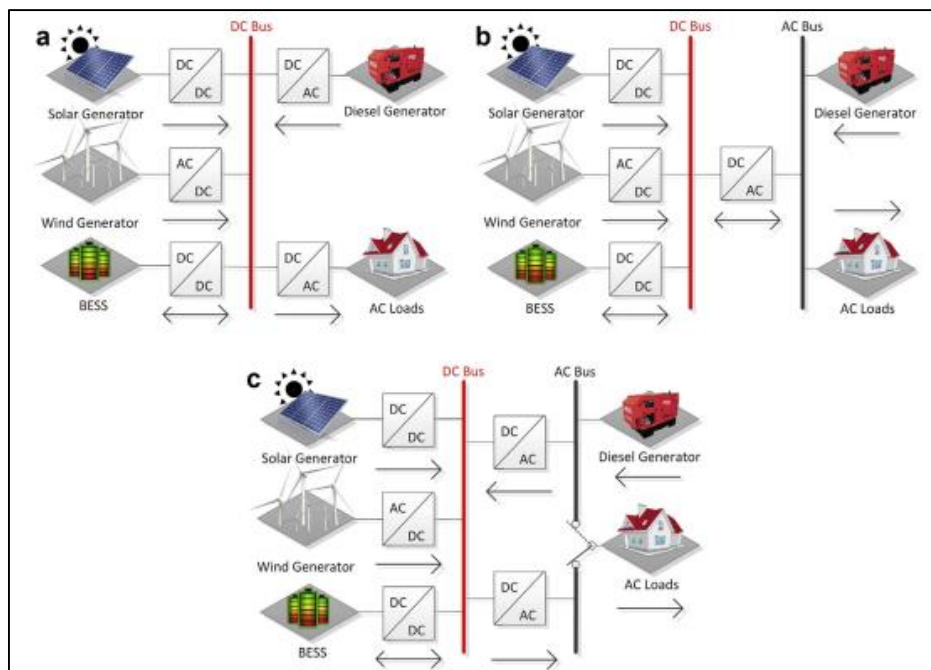 a
DC Bus
DC
DC
DC
AC
Solar Generator
Diesel Generator
AC
DC
Wind Generator
DC
DC
DC
AC
BESS
AC Loads
b
DC Bus
AC Bus
DC
DC
Solar Generator
Diesel Generator
AC
DC
DC
AC
Wind Generator
DC
DC
BESS
AC Loads
c
DC Bus
AC Bus
DC
DC
DC
AC
Solar Generator
Diesel Generator
AC
DC
Wind Generator
AC Loads
DC
DC
DC
AC
BESS